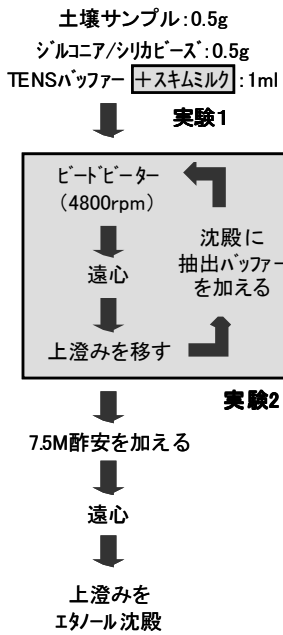 土壌サンプル:0.5g
ジルコニア/シリカビーズ:0.5g
TENSバッファー ＋スキムミルク:1ml
実験1
ビードビーター
(4800rpm)
遠心
上澄みを移す
沈殿に
抽出バッファー
を加える
実験2
7.5M酢安を加える
遠心
上澄みを
エタノール沈殿